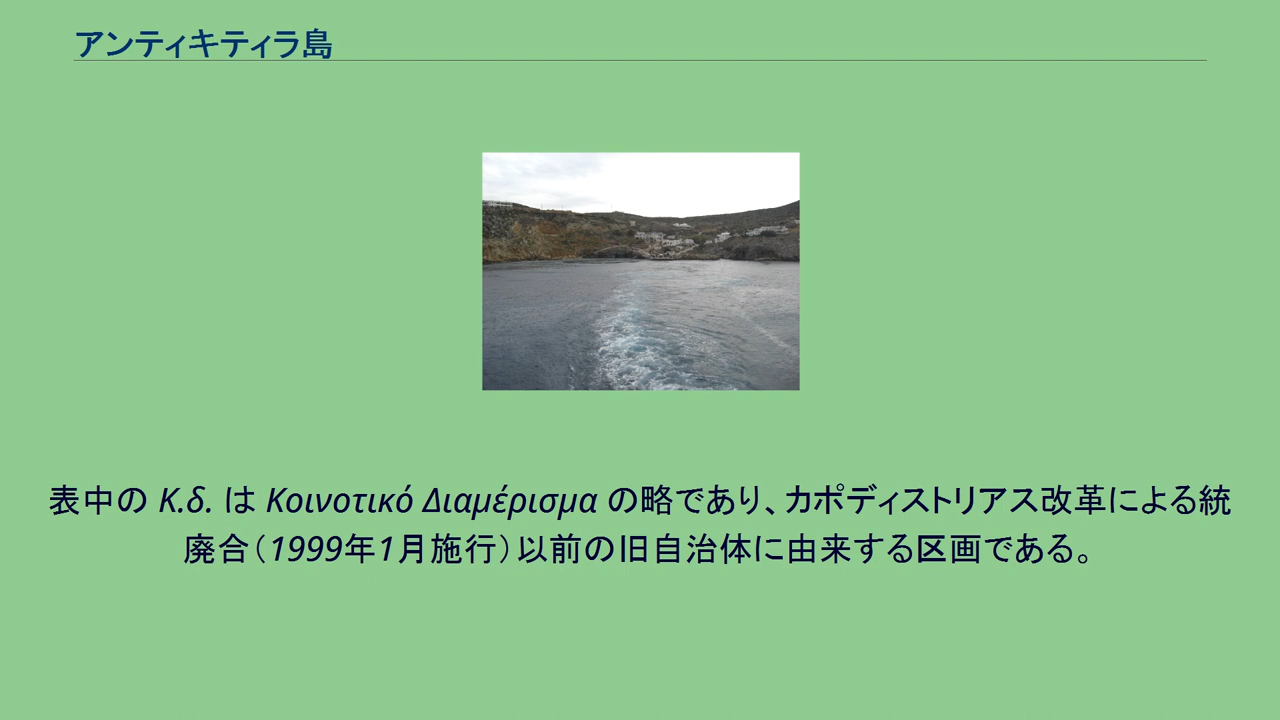 アンティキティラ島
表中の Κ.δ. は Κοινοτικό Διαμέρισμα の略であり、カポディストリアス改革による統
廃合（1999年1月施行）以前の旧自治体に由来する区画である。